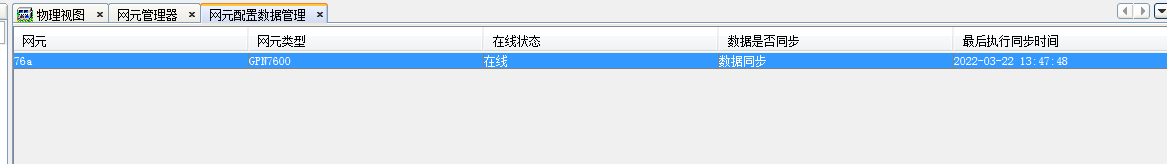 物理视图 网元管理器 网元配置数据管理
网元 网元类型 在线状态 数据是否同步 最后执行同步时间
76a GPN7600 在线 数据同步 2022-03-22 13:47:48